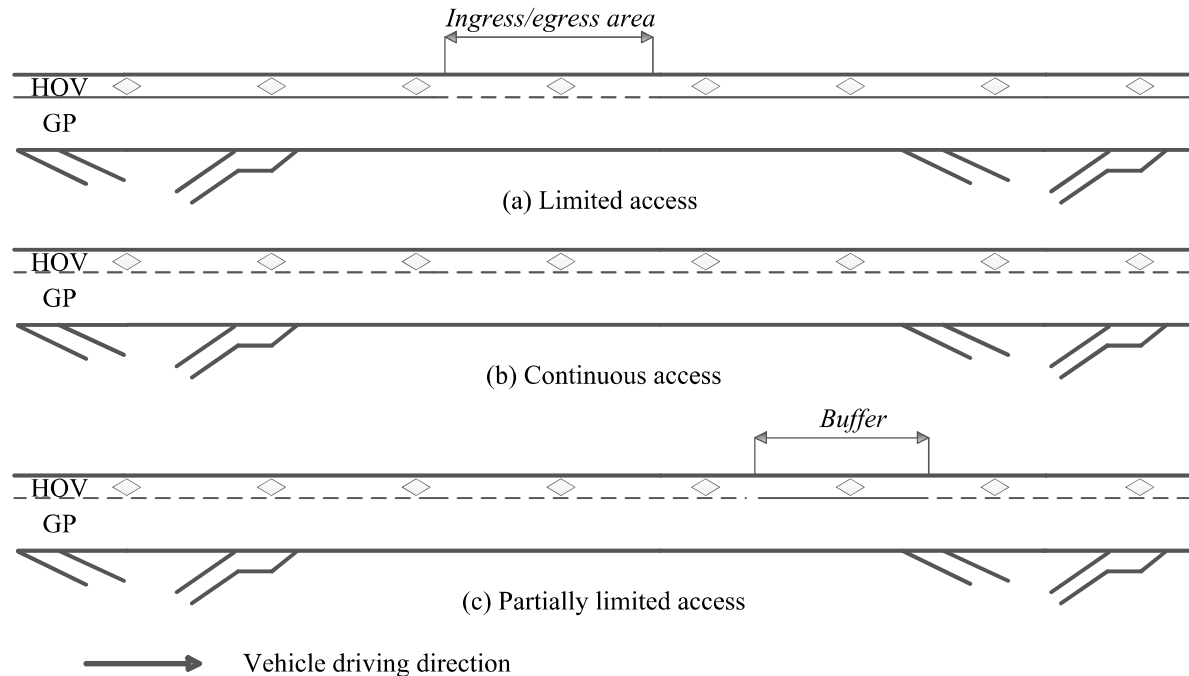 Ingress/egress area
HOV
GP
(a) Limited access
HOV
GP
(b) Continuous access
Buffer
HOV
GP
(c) Partially limited access
Vehicle driving direction